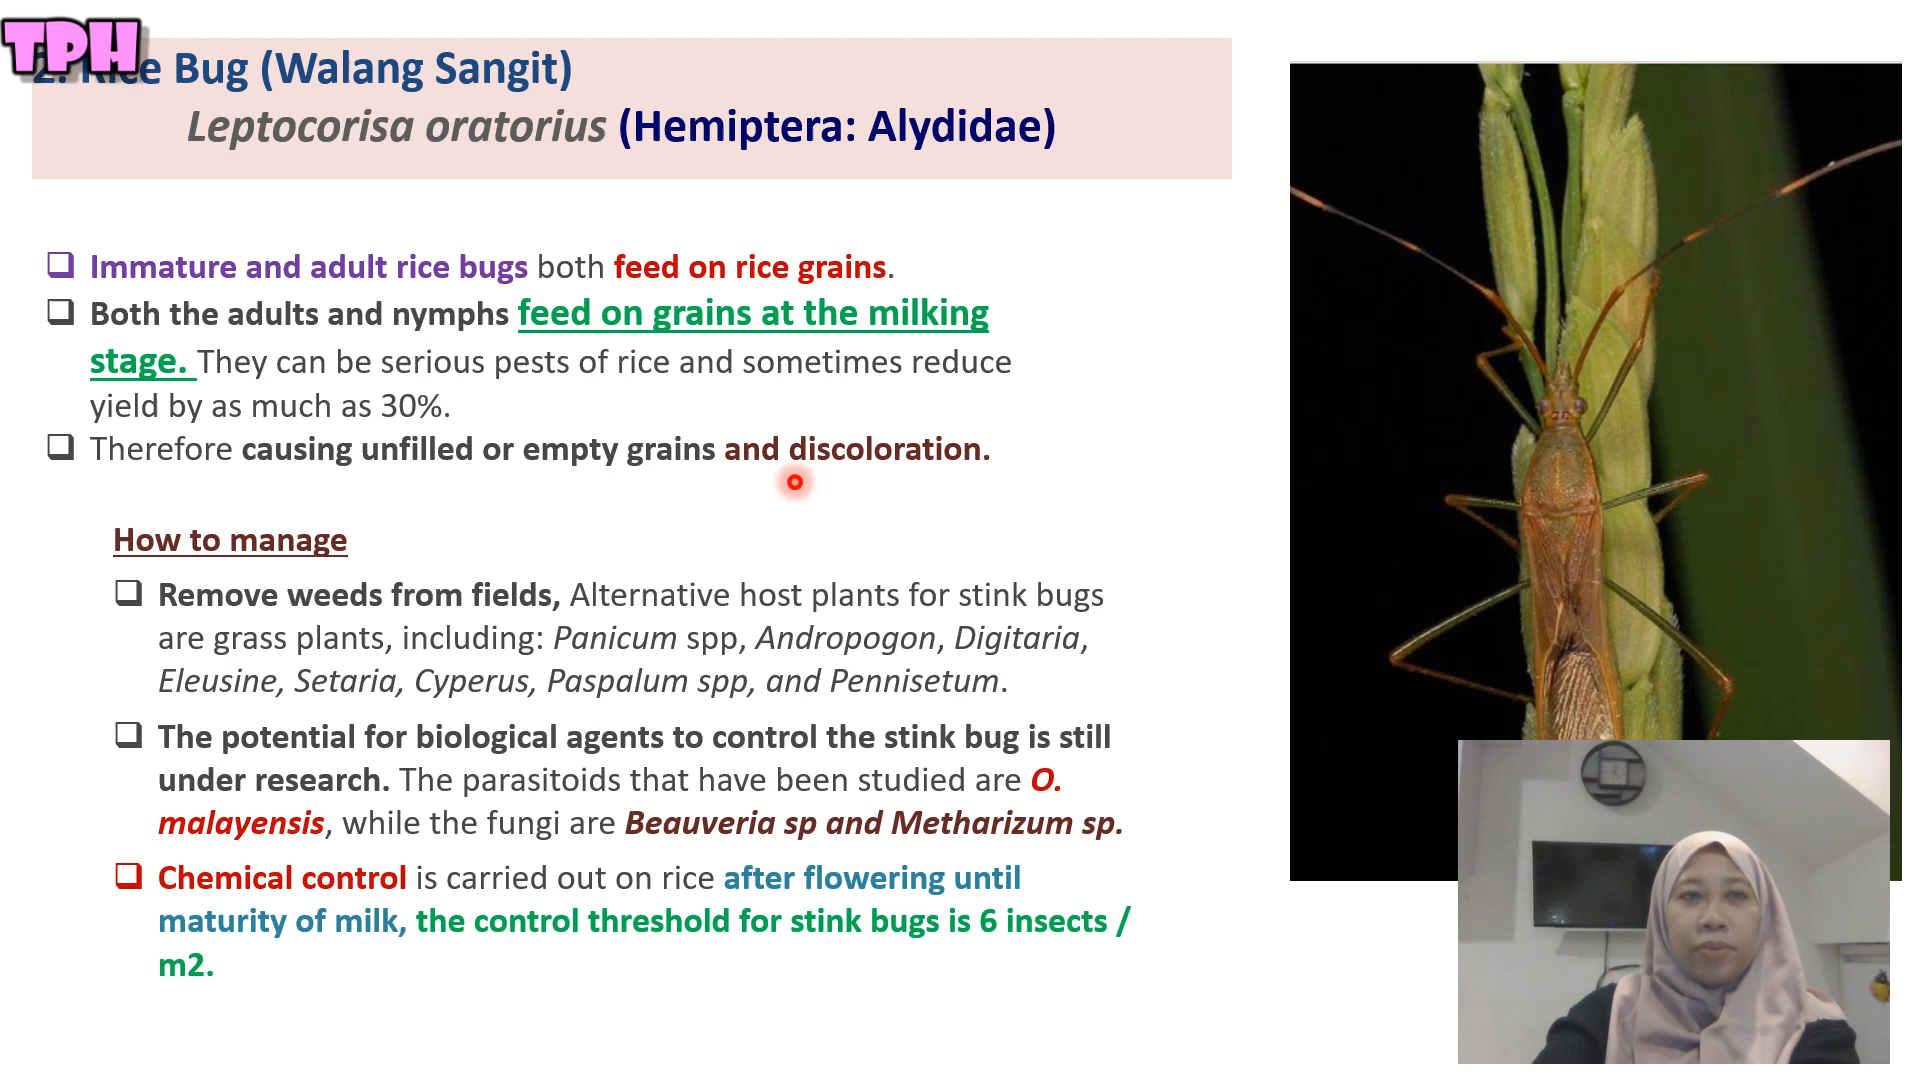 TPH
2. Rice Bug (Walang Sangit)
Leptocorisa oratorius (Hemiptera: Alydidae)
❑ Immature and adult rice bugs both feed on rice grains.
❑ Both the adults and nymphs feed on grains at the milking
stage. They can be serious pests of rice and sometimes reduce
yield by as much as 30%.
❑ Therefore causing unfilled or empty grains and discoloration.
How to manage
❑ Remove weeds from fields, Alternative host plants for stink bugs
are grass plants, including: Panicum spp, Andropogon, Digitaria,
Eleusine, Setaria, Cyperus, Paspalum spp, and Pennisetum.
❑ The potential for biological agents to control the stink bug is still
under research. The parasitoids that have been studied are O.
malayensis, while the fungi are Beauveria sp and Metharizum sp.
❑ Chemical control is carried out on rice after flowering until
maturity of milk, the control threshold for stink bugs is 6 insects /
m2.